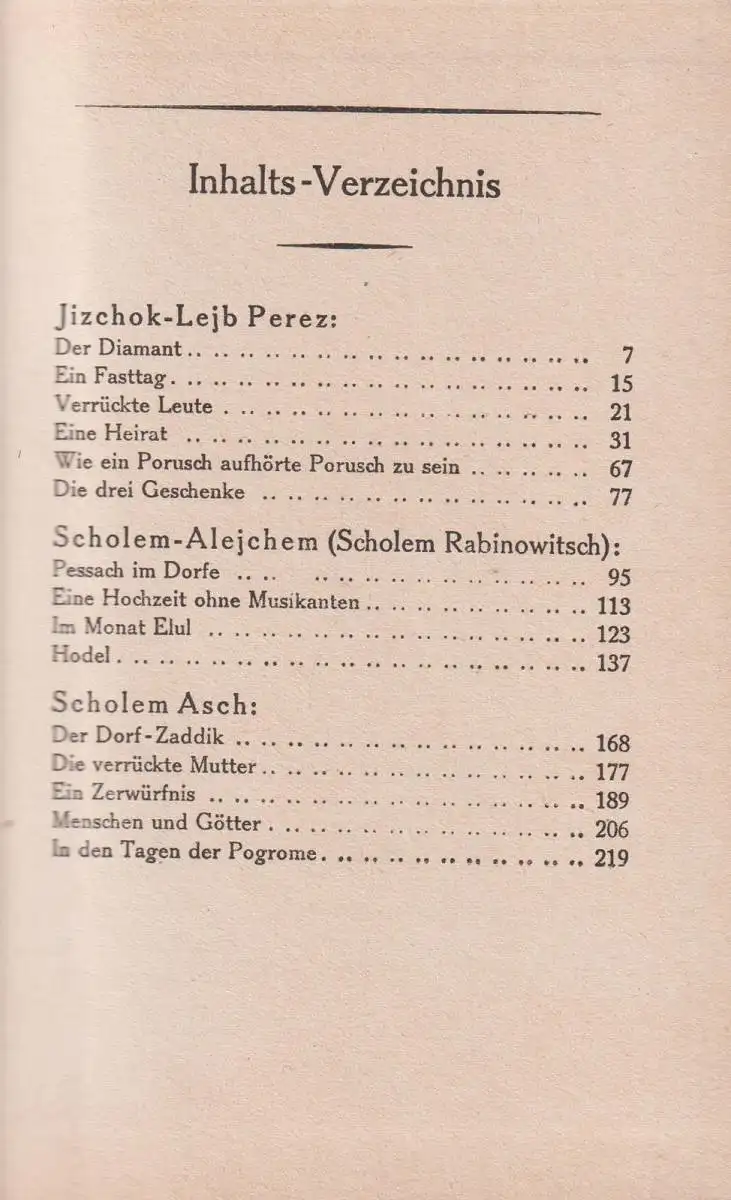 Inhalts-Verzeichnis
Jizchok-Lejb Perez:
Der Diamant.. .. .. .. .. .. .. .. .. .. .. .. .. .. .. .. 7
Ein Fasttag. .. .. .. .. .. .. .. .. .. .. .. .. .. .. .. .. 15
Verrückte Leute . .. .. .. .. .. .. .. .. .. .. .. .. .. .. 21
Eine Heirat .. .. .. .. .. .. .. .. .. .. .. .. .. .. .. .. 31
Wie ein Porusch aufhörte Porusch zu sein .. .. .. .. .. 67
Die drei Geschenke .. .. .. .. .. .. .. .. .. .. .. .. .. 77
Scholem-Alejchem (Scholem Rabinowitsch):
Pessach im Dorfe .. .. .. .. .. .. .. .. .. .. .. .. .. 95
Eine Hochzeit ohne Musikanten .. .. .. .. .. .. .. .. .. 113
Im Monat Elul .. .. .. .. .. .. .. .. .. .. .. .. .. .. .. 123
Hodel. .. .. .. .. .. .. .. .. .. .. .. .. .. .. .. .. .. .. 137
Scholem Asch:
Der Dorf-Zaddik .. .. .. .. .. .. .. .. .. .. .. .. .. .. 168
Die verrückte Mutter.. .. .. .. .. .. .. .. .. .. .. .. .. 177
Ein Zerwürfnis .. .. .. .. .. .. .. .. .. .. .. .. .. .. .. 189
Menschen und Götter . .. .. .. .. .. .. .. .. .. .. .. .. 206
In den Tagen der Pogrome. .. .. .. .. .. .. .. .. .. .. 219